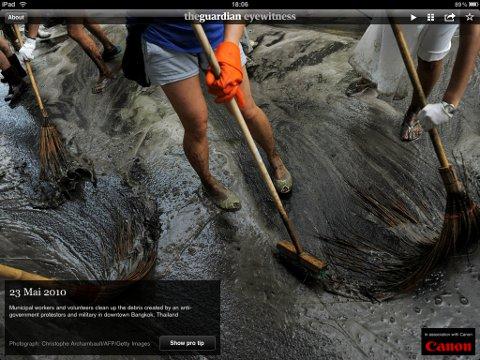 iPad 18:06 89%
About theguardian eyewitness
23 Mai 2010
Municipal workers and volunteers clean up the debris created by an anti-
government protestors and military in downtown Bangkok, Thailand
Photograph: Christophe Archambault/AFP/Getty Images Show pro tip
In association with Canon
Canon